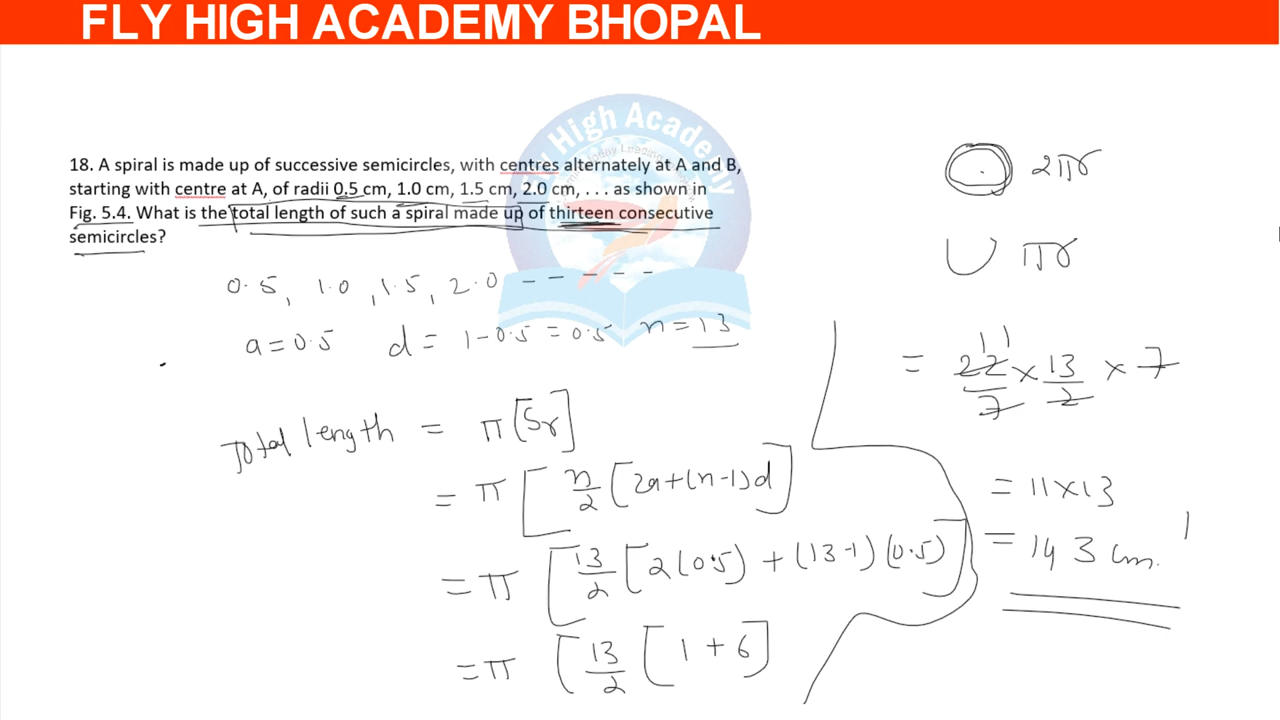 FLY HIGH ACADEMY BHOPAL
Fly High Academy
18. A spiral is made up of successive semicircles, with centres alternately at A and B,
starting with centre at A, of radii 0.5 cm, 1.0 cm, 1.5 cm, 2.0 cm, . . . as shown in
Fig. 5.4. What is the total length of such a spiral made up of thirteen consecutive
semicircles?
0.5, 1.0, 1.5, 2.0 - - - - -
a = 0.5 d = 1 - 0.5 = 0.5 n = 13
Total length = π [Sr]
= π [ n/2 [2a + (n-1)d]
= π [ 13/2 [2(0.5) + (13-1)(0.5) ]
= π [ 13/2 [ 1 + 6 ]
2πr
πr
11
= 22/7 × 13/2 × 7
= 11 × 13
= 143 cm.